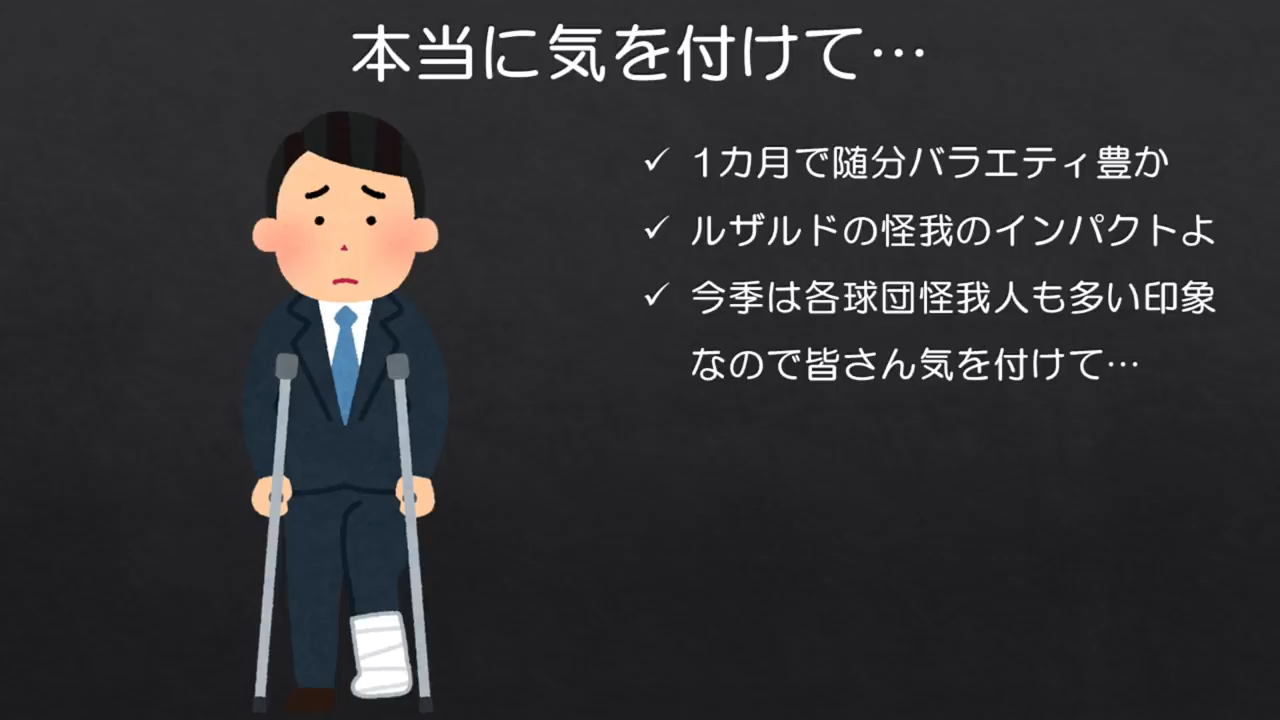 本当に気を付けて…
✓ 1カ月で随分バラエティ豊か
✓ ルザルドの怪我のインパクトよ
✓ 今季は各球団怪我人も多い印象
なので皆さん気を付けて…